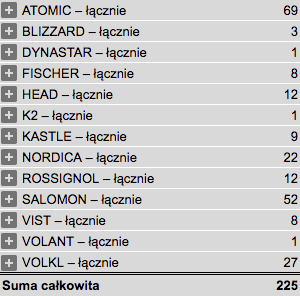 ATOMIC – łącznie 69
BLIZZARD – łącznie 3
DYNASTAR – łącznie 1
FISCHER – łącznie 8
HEAD – łącznie 12
K2 – łącznie 1
KASTLE – łącznie 9
NORDICA – łącznie 22
ROSSIGNOL – łącznie 12
SALOMON – łącznie 52
VIST – łącznie 8
VOLANT – łącznie 1
VOLKL – łącznie 27
Suma całkowita 225